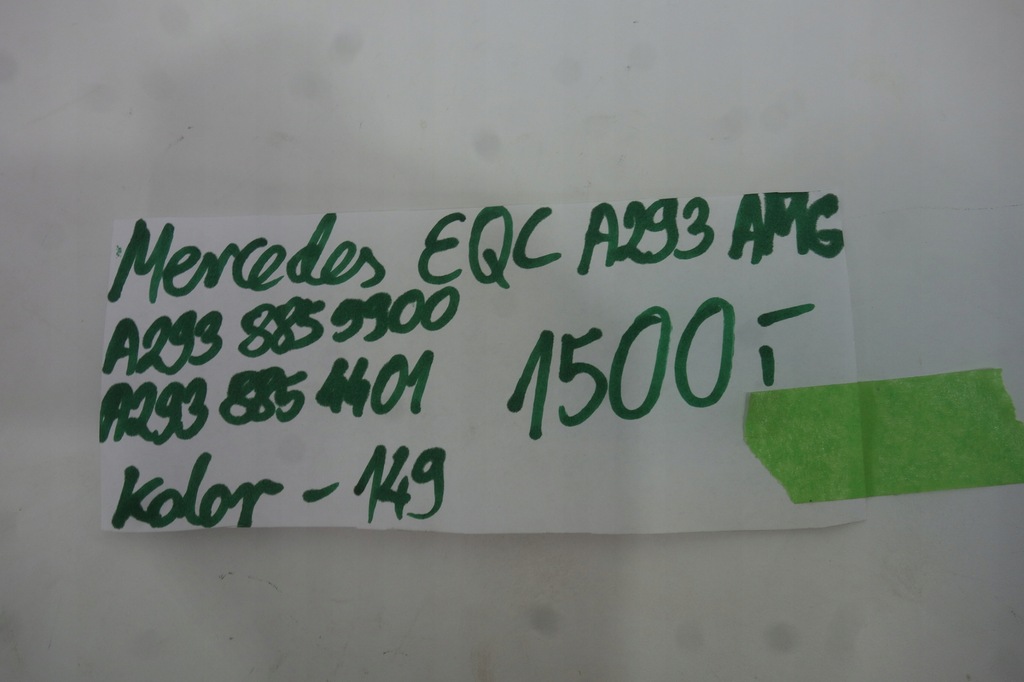 Mercedes EQC A293 AMG
A293 885 9900
A293 885 4401
1500,-
Kolor - 149